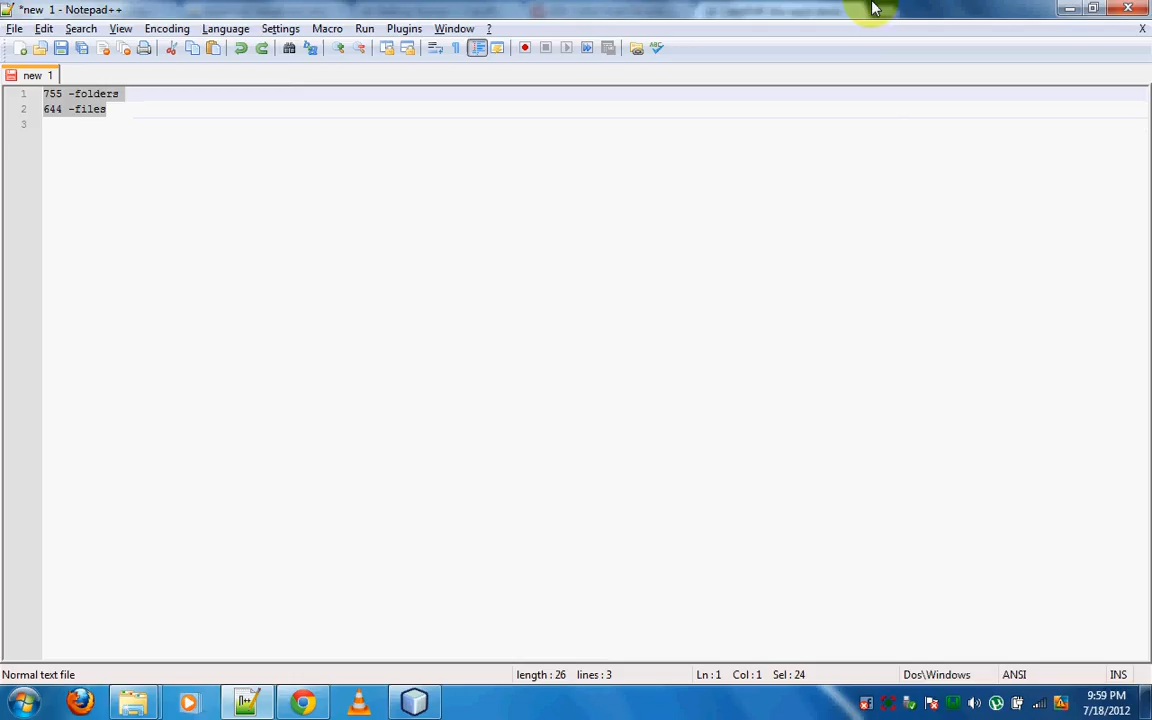 *new 1 - Notepad++
File Edit Search View Encoding Language Settings Macro Run Plugins Window ? X
new 1
1 755 -folders
2 644 -files
3
Normal text file length : 26 lines : 3 Ln : 1 Col : 1 Sel : 24 Dos\Windows ANSI INS
9:59 PM
7/18/2012